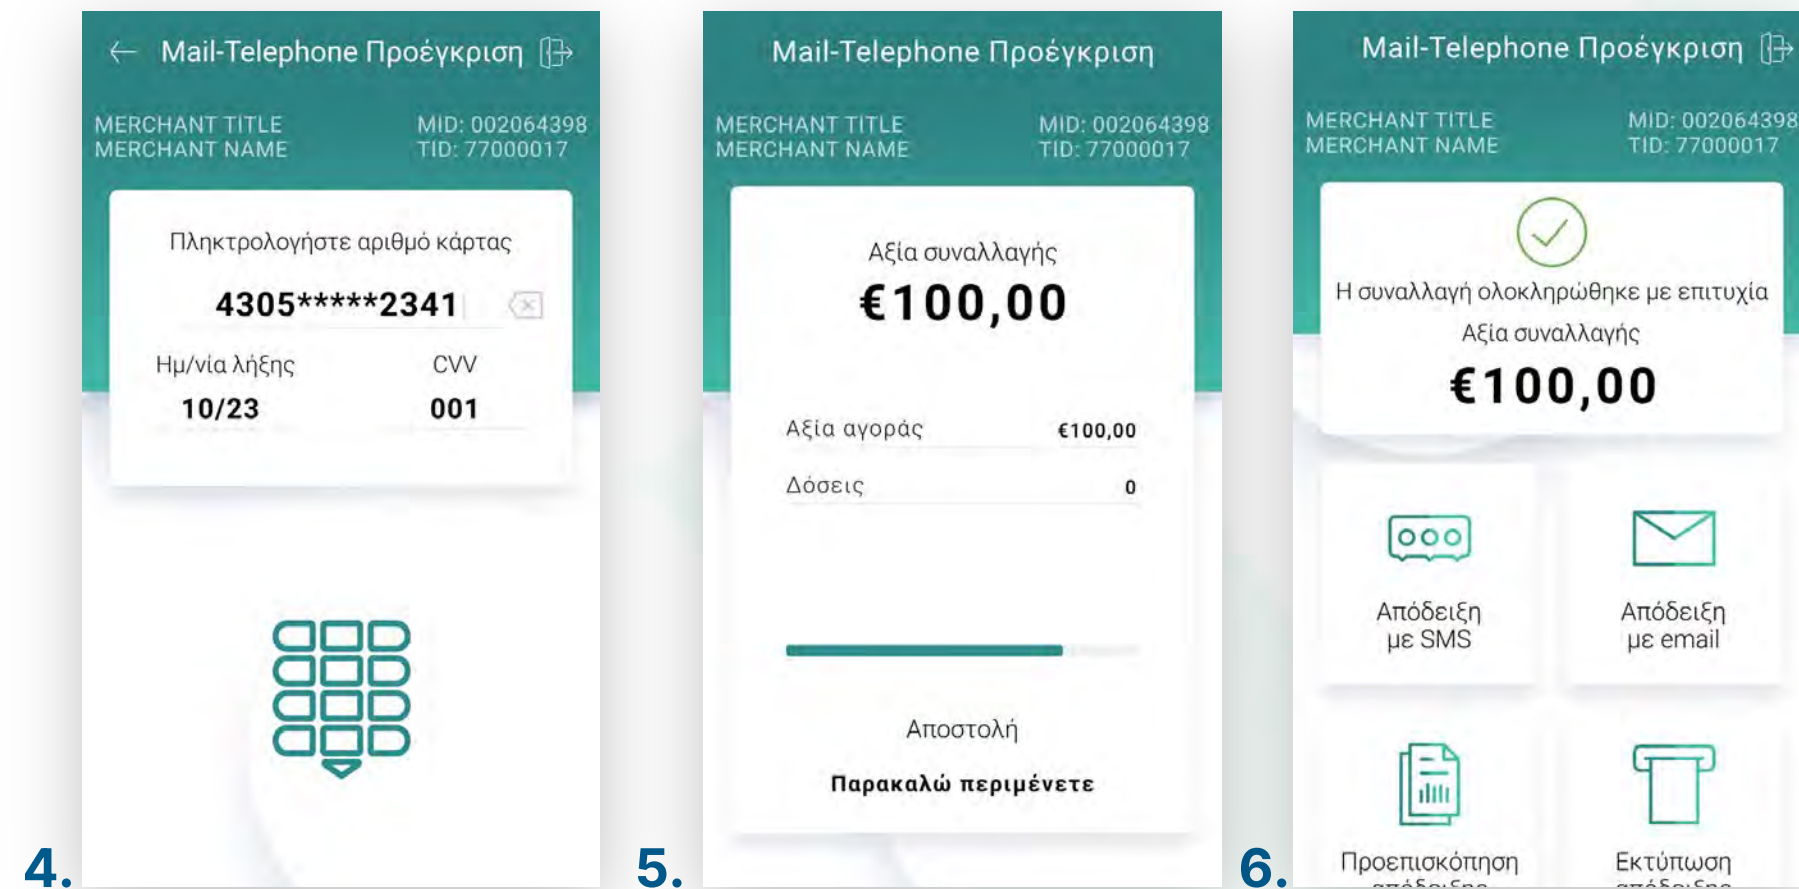 Mail-Telephone Προέγκριση
MERCHANT TITLE MID: 002064398
MERCHANT NAME TID: 77000017
Πληκτρολογήστε αριθμό κάρτας
4305*****2341
Ημ/νία λήξης CVV
10/23 001
4.
Mail-Telephone Προέγκριση
MERCHANT TITLE MID: 002064398
MERCHANT NAME TID: 77000017
Αξία συναλλαγής
€100,00
Αξία αγοράς €100,00
Δόσεις 0
Αποστολή
Παρακαλώ περιμένετε
5.
Mail-Telephone Προέγκριση
MERCHANT TITLE MID: 002064398
MERCHANT NAME TID: 77000017
Η συναλλαγή ολοκληρώθηκε με επιτυχία
Αξία συναλλαγής
€100,00
Απόδειξη
με SMS
Απόδειξη
με email
Προεπισκόπηση
απόδειξης
Εκτύπωση
απόδειξης
6.